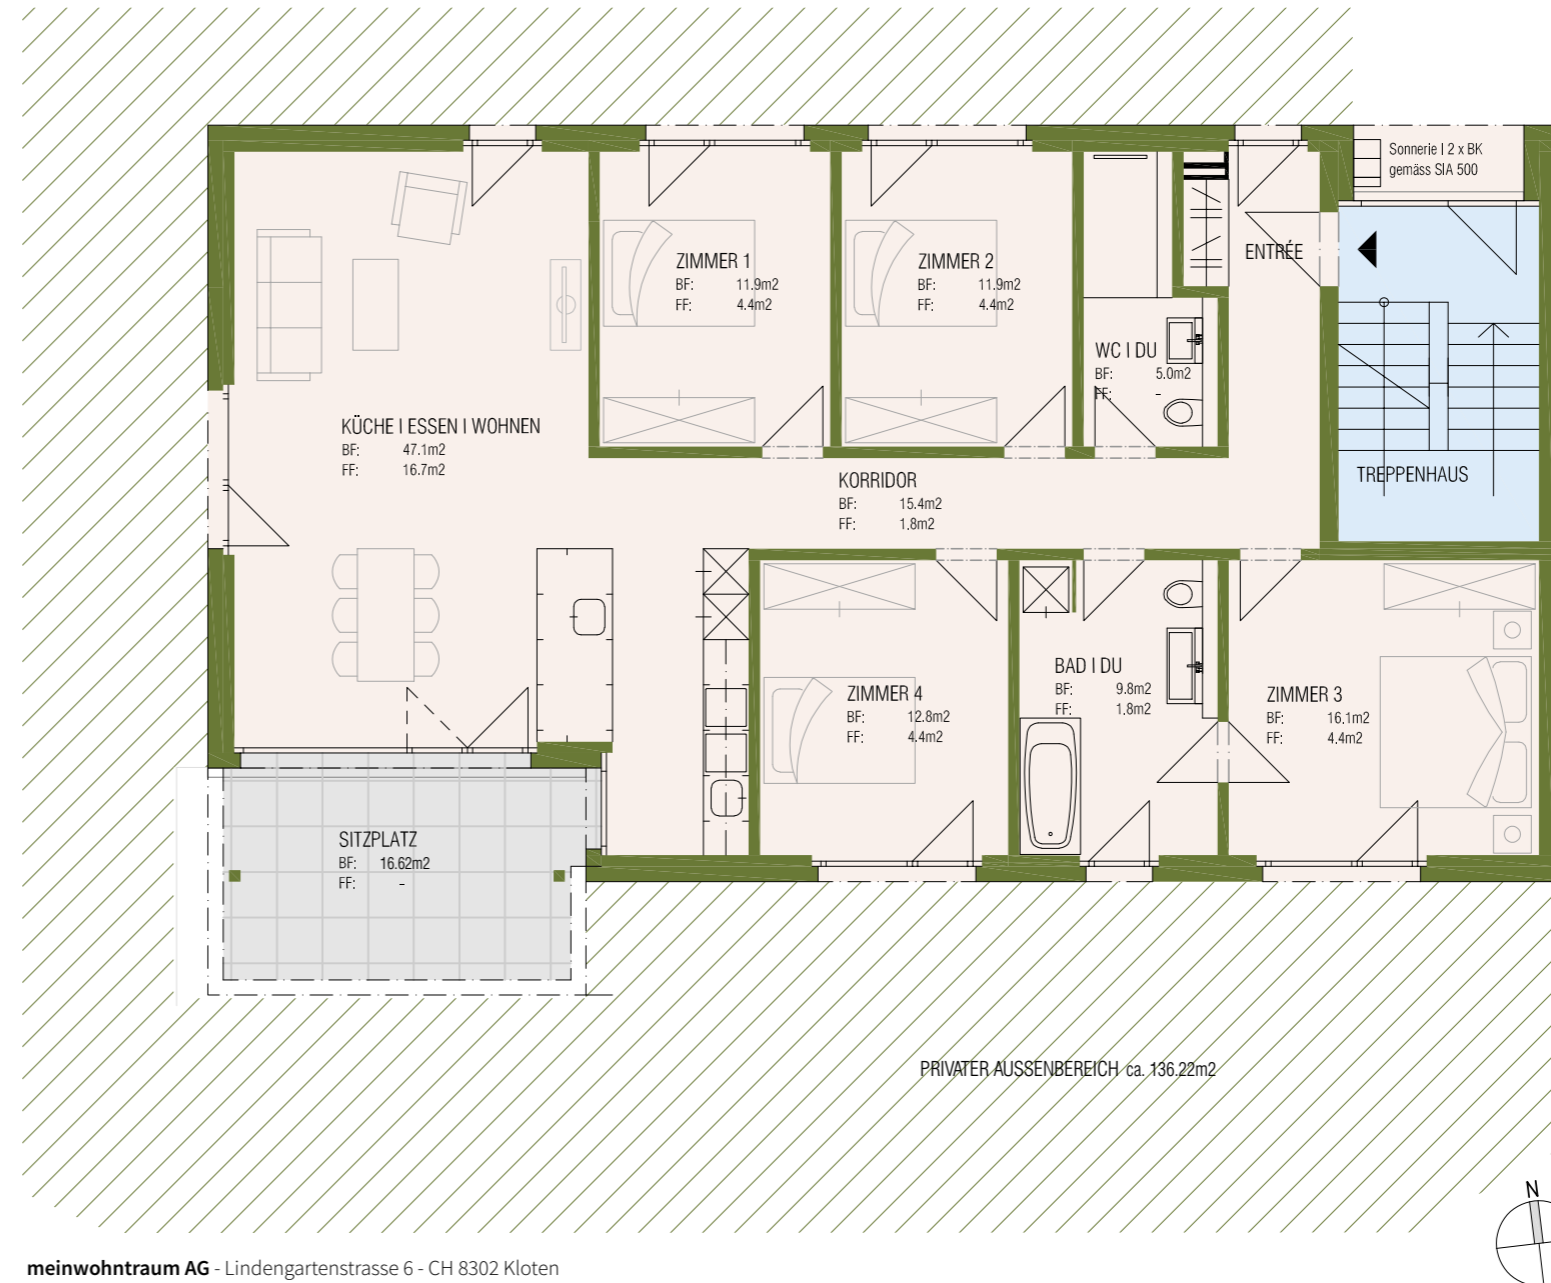 Sonnerie | 2 x BK
gemäss SIA 500
ENTRÉE
ZIMMER 1
BF: 11.9m2
FF: 4.4m2
ZIMMER 2
BF: 11.9m2
FF: 4.4m2
WC | DU
BF: 5.0m2
FF: -
KÜCHE | ESSEN | WOHNEN
BF: 47.1m2
FF: 16.7m2
KORRIDOR
BF: 15.4m2
FF: 1.8m2
TREPPENHAUS
ZIMMER 4
BF: 12.8m2
FF: 4.4m2
BAD | DU
BF: 9.8m2
FF: 1.8m2
ZIMMER 3
BF: 16.1m2
FF: 4.4m2
SITZPLATZ
BF: 16.62m2
FF: -
PRIVATER AUSSENBEREICH ca. 136.22m2
N
meinwohntraum AG - Lindengartenstrasse 6 - CH 8302 Kloten